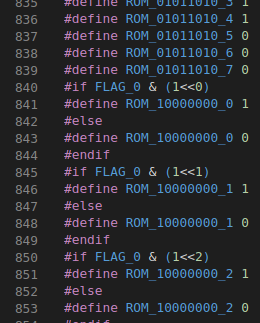 835 #define ROM_01011010_3 1
836 #define ROM_01011010_4 1
837 #define ROM_01011010_5 0
838 #define ROM_01011010_6 0
839 #define ROM_01011010_7 0
840 #if FLAG_0 & (1<<0)
841 #define ROM_10000000_0 1
842 #else
843 #define ROM_10000000_0 0
844 #endif
845 #if FLAG_0 & (1<<1)
846 #define ROM_10000000_1 1
847 #else
848 #define ROM_10000000_1 0
849 #endif
850 #if FLAG_0 & (1<<2)
851 #define ROM_10000000_2 1
852 #else
853 #define ROM_10000000_2 0
854 #endif